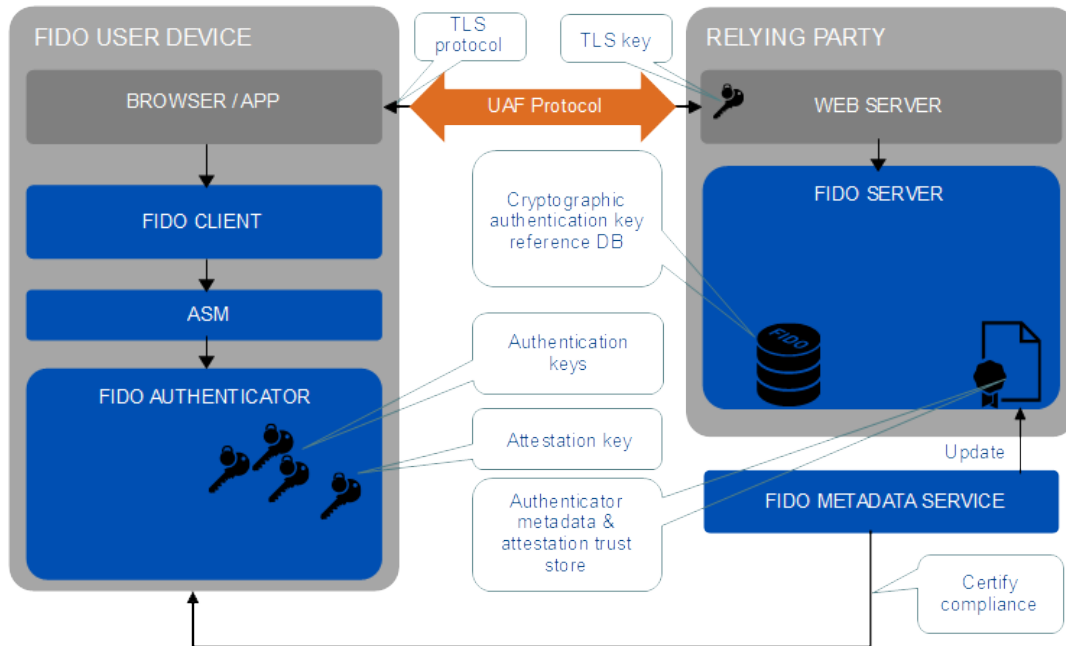 FIDO USER DEVICE
TLS
protocol
TLS key
RELYING PARTY
BROWSER / APP
UAF Protocol
WEB SERVER
FIDO CLIENT
Cryptographic
authentication key
reference DB
FIDO SERVER
ASM
FIDO
Authentication
keys
FIDO AUTHENTICATOR
Attestation key
Update
Authenticator
metadata &
attestation trust
store
FIDO METADATA SERVICE
Certify
compliance